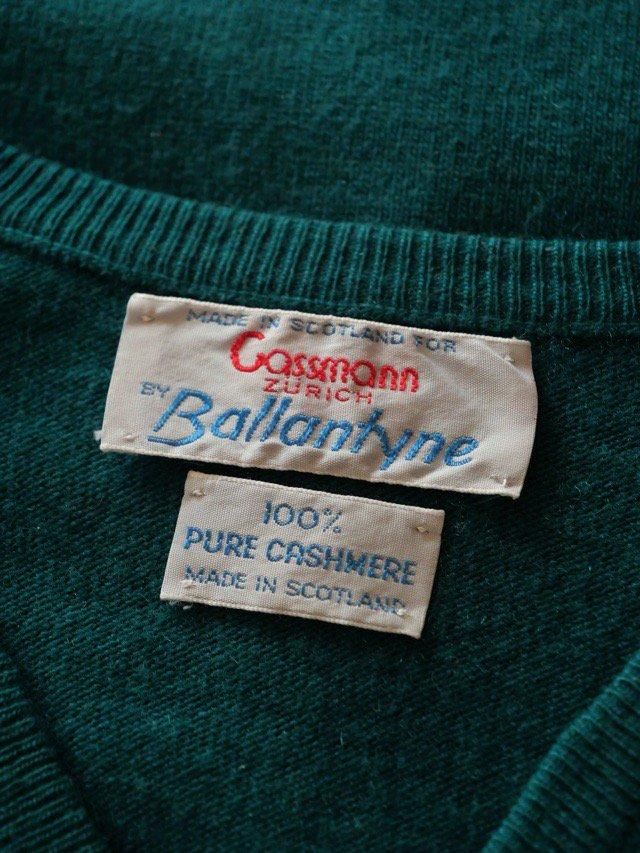 MADE IN SCOTLAND FOR
Gassmann
ZÜRICH
BY Ballantyne
100%
PURE CASHMERE
MADE IN SCOTLAND